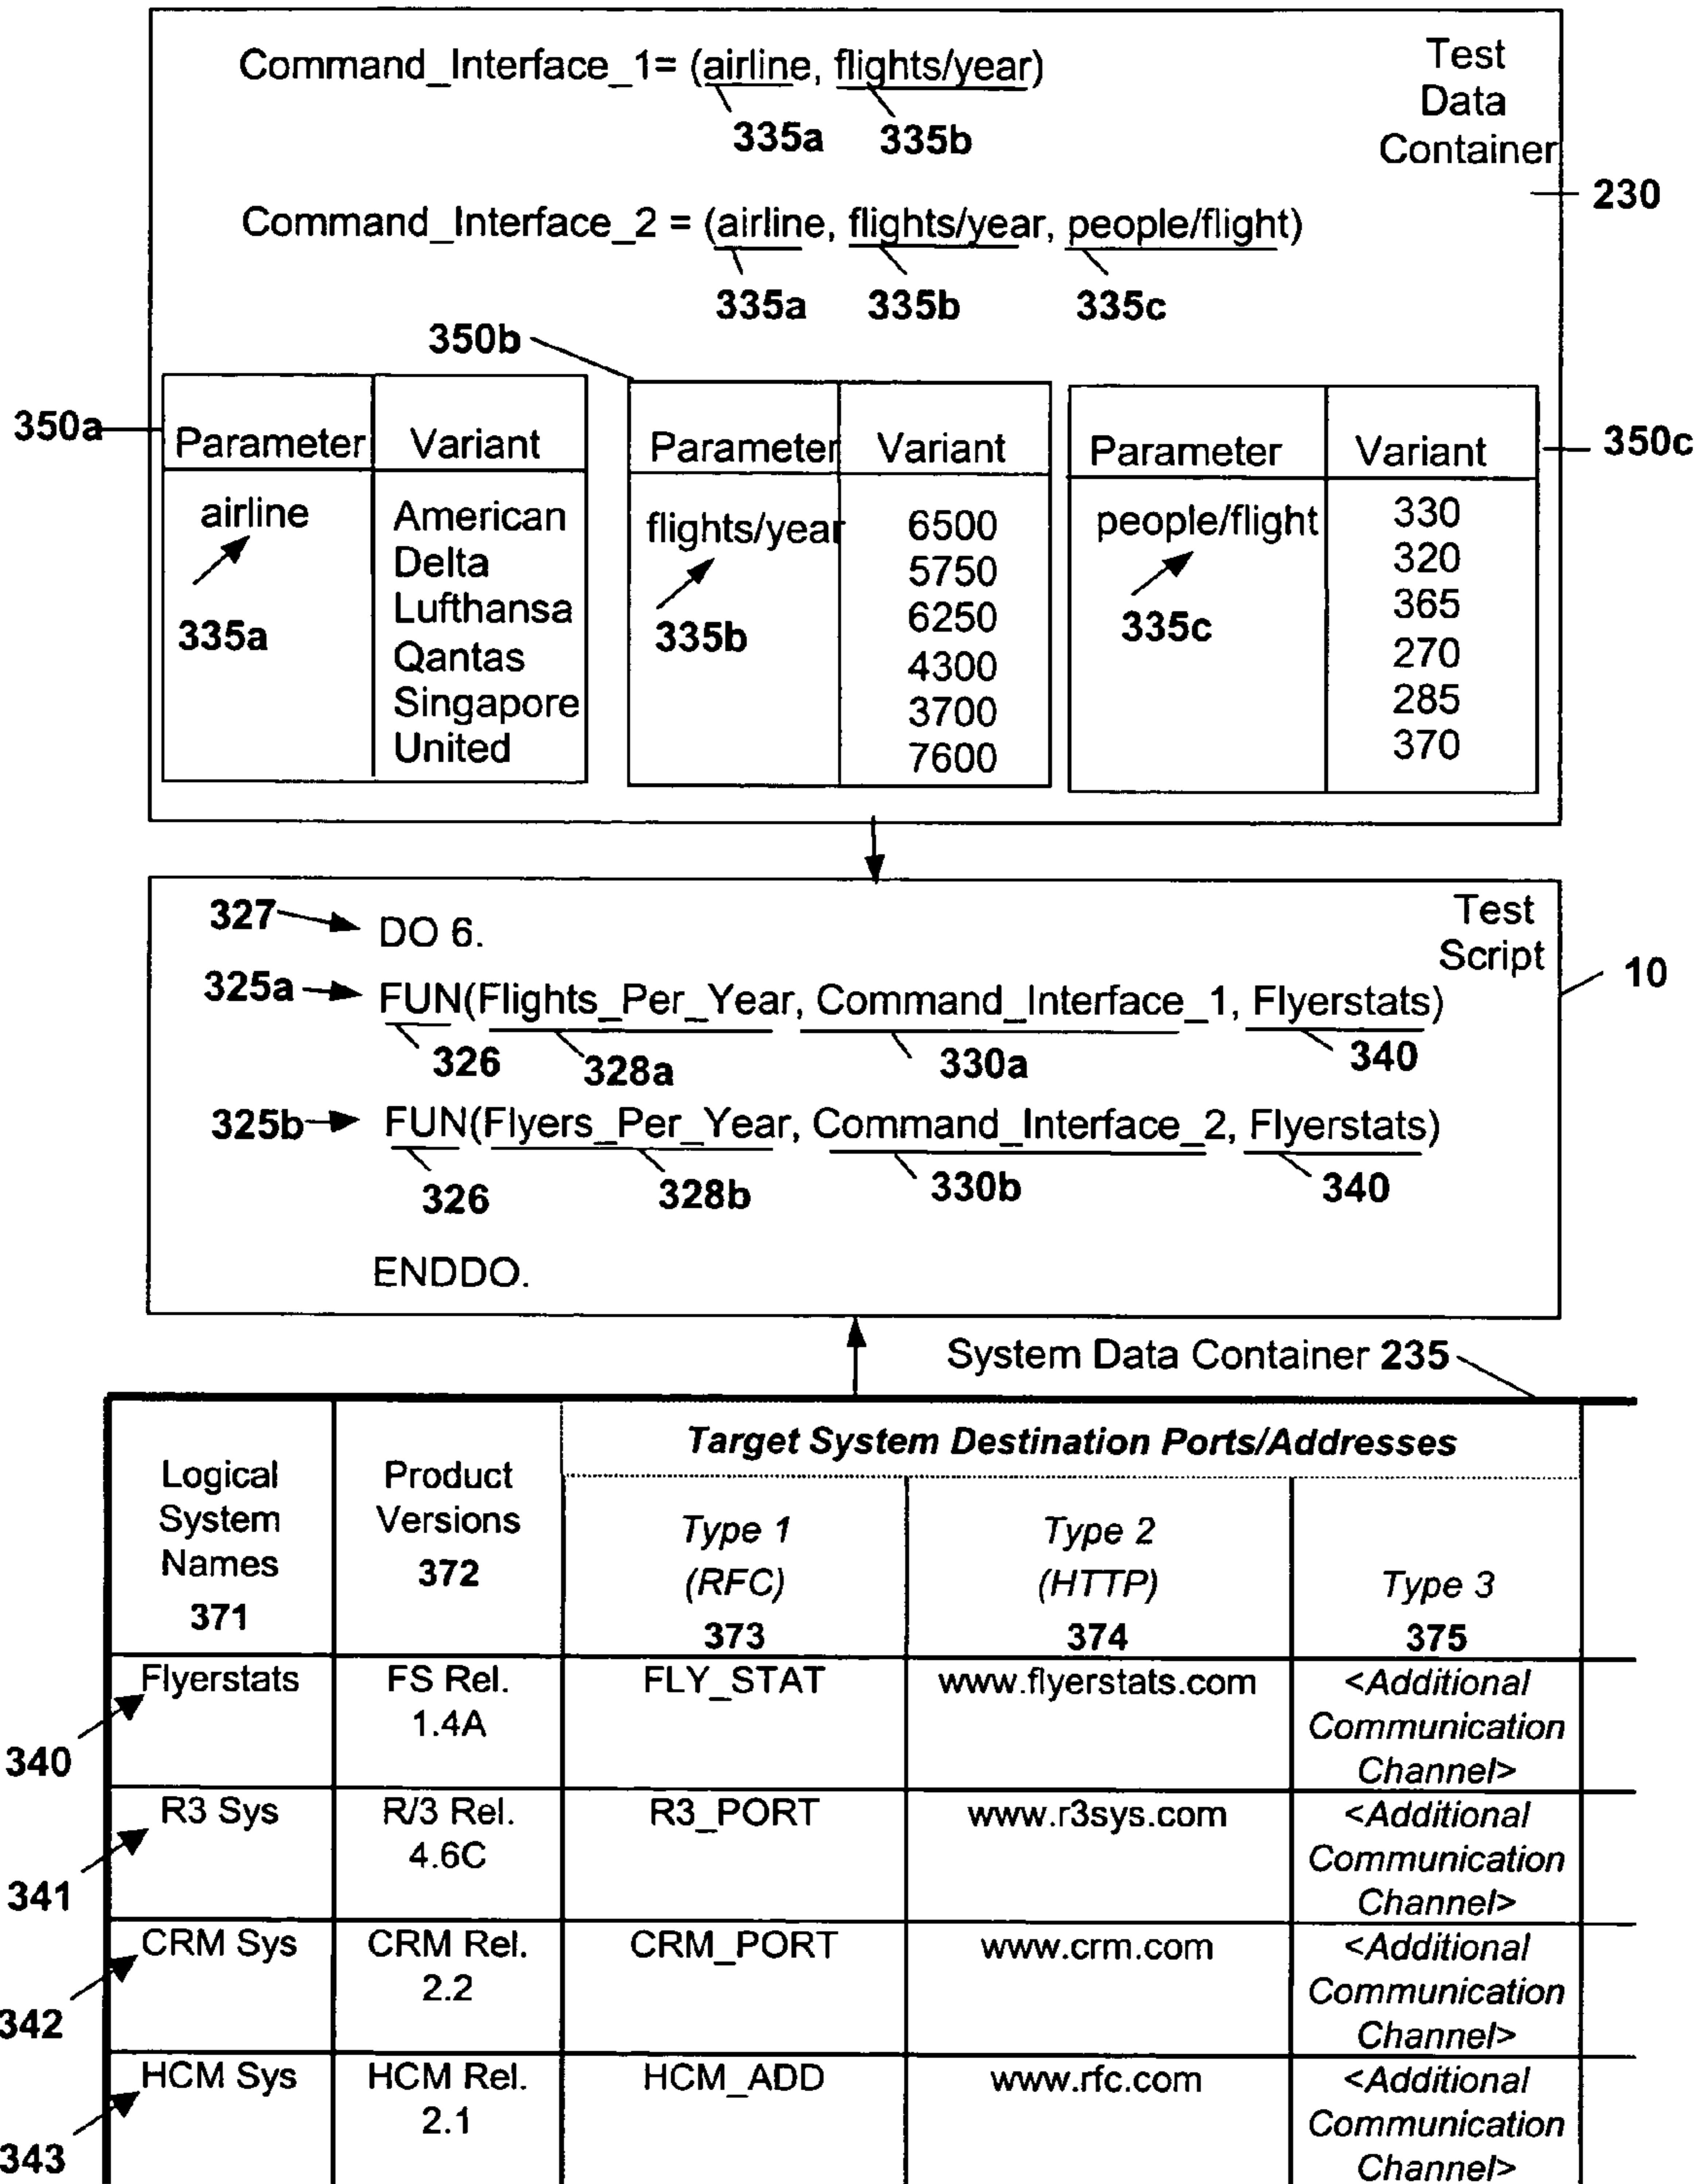 Command_Interface_1= (airline, flights/year)
335a 335b
Test
Data
Container
230
Command_Interface_2 = (airline, flights/year, people/flight)
335a 335b 335c
350b
350a
Parameter Variant
airline
335a
American
Delta
Lufthansa
Qantas
Singapore
United
Parameter Variant
flights/year
335b
6500
5750
6250
4300
3700
7600
350c
Parameter Variant
people/flight
335c
330
320
365
270
285
370
Test
Script
10
327 DO 6.
325a FUN(Flights_Per_Year, Command_Interface_1, Flyerstats)
326 328a 330a 340
325b FUN(Flyers_Per_Year, Command_Interface_2, Flyerstats)
326 328b 330b 340
ENDDO.
System Data Container 235
Logical
System
Names
371
Product
Versions
372
Target System Destination Ports/Addresses
Type 1
(RFC)
373
Type 2
(HTTP)
374
Type 3
375
340
Flyerstats
FS Rel.
1.4A
FLY_STAT
www.flyerstats.com
<Additional
Communication
Channel>
341
R3 Sys
R/3 Rel.
4.6C
R3_PORT
www.r3sys.com
<Additional
Communication
Channel>
342
CRM Sys
CRM Rel.
2.2
CRM_PORT
www.crm.com
<Additional
Communication
Channel>
343
HCM Sys
HCM Rel.
2.1
HCM_ADD
www.rfc.com
<Additional
Communication
Channel>